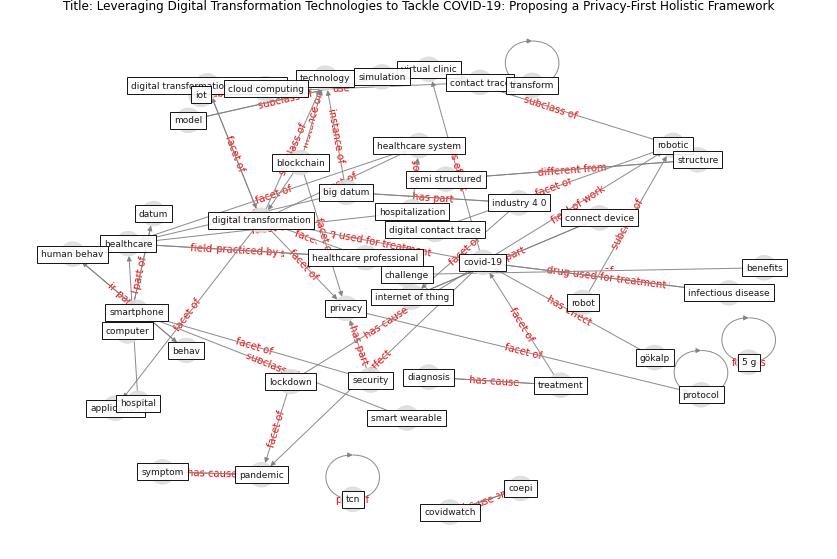 Title: Leveraging Digital Transformation Technologies to Tackle COVID-19: Proposing a Privacy-First Holistic Framework
virtual clinic
technology
simulation
digital transformatio
cloud computing
contact trac
transform
iot
subclass of
subclass of
model
instance of
facet of
healthcare system
robotic
blockchain
structure
different from
semi structured
big datum
facet of
has part
industry 4 0
facet of
datum
hospitalization
field of work
connect device
digital transformation
digital contact trace
human behav
healthcare
field practiced by
used for treatment
healthcare professional
covid-19
part of
facet of
challenge
drug used for treatment
benefits
internet of thing
infectious disease
robot
smartphone
privacy
has effect
computer
facet of
has cause
facet of
facet of
behav
has part
facet of
gökalp
5 g
lockdown
security
diagnosis
has cause
treatment
protocol
hospital
smart wearable
facet of
symptom
has cause
pandemic
tcn
coepi
covidwatch